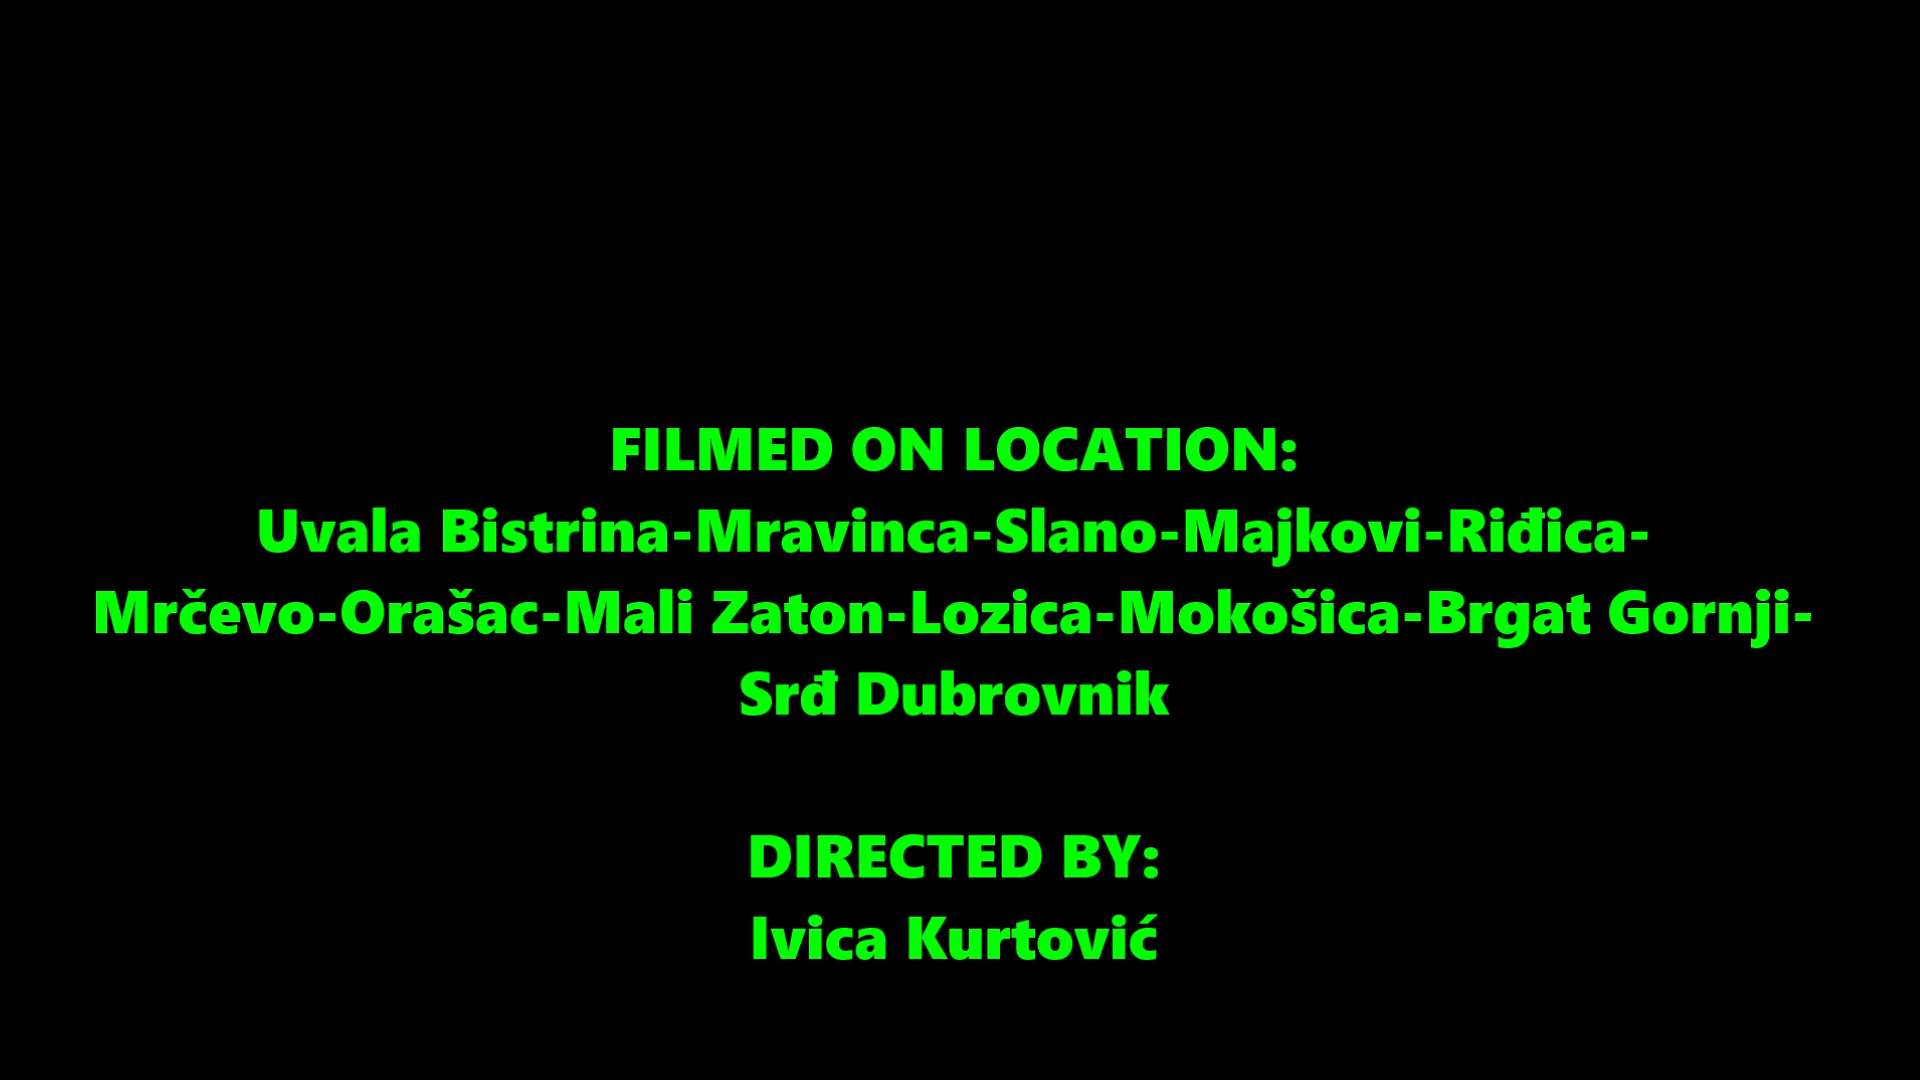 FILMED ON LOCATION:
Uvala Bistrina-Mravinca-Slano-Majkovi-Riđica-
Mrčevo-Orašac-Mali Zaton-Lozica-Mokošica-Brgat Gornji-
Srđ Dubrovnik
DIRECTED BY:
Ivica Kurtović